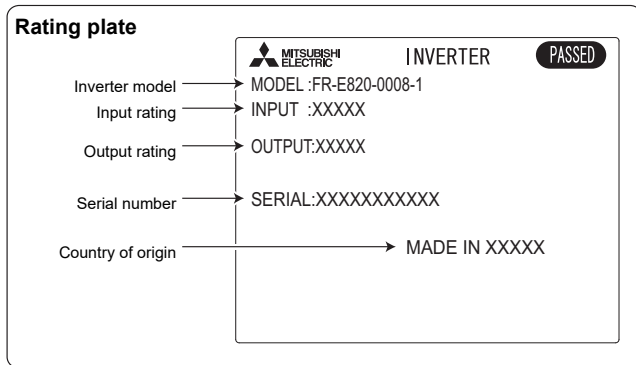 Rating plate
MITSUBISHI
ELECTRIC
INVERTER
PASSED
Inverter model
MODEL :FR-E820-0008-1
Input rating
INPUT :XXXXX
Output rating
OUTPUT:XXXXX
Serial number
SERIAL:XXXXXXXXXXX
Country of origin
MADE IN XXXXX